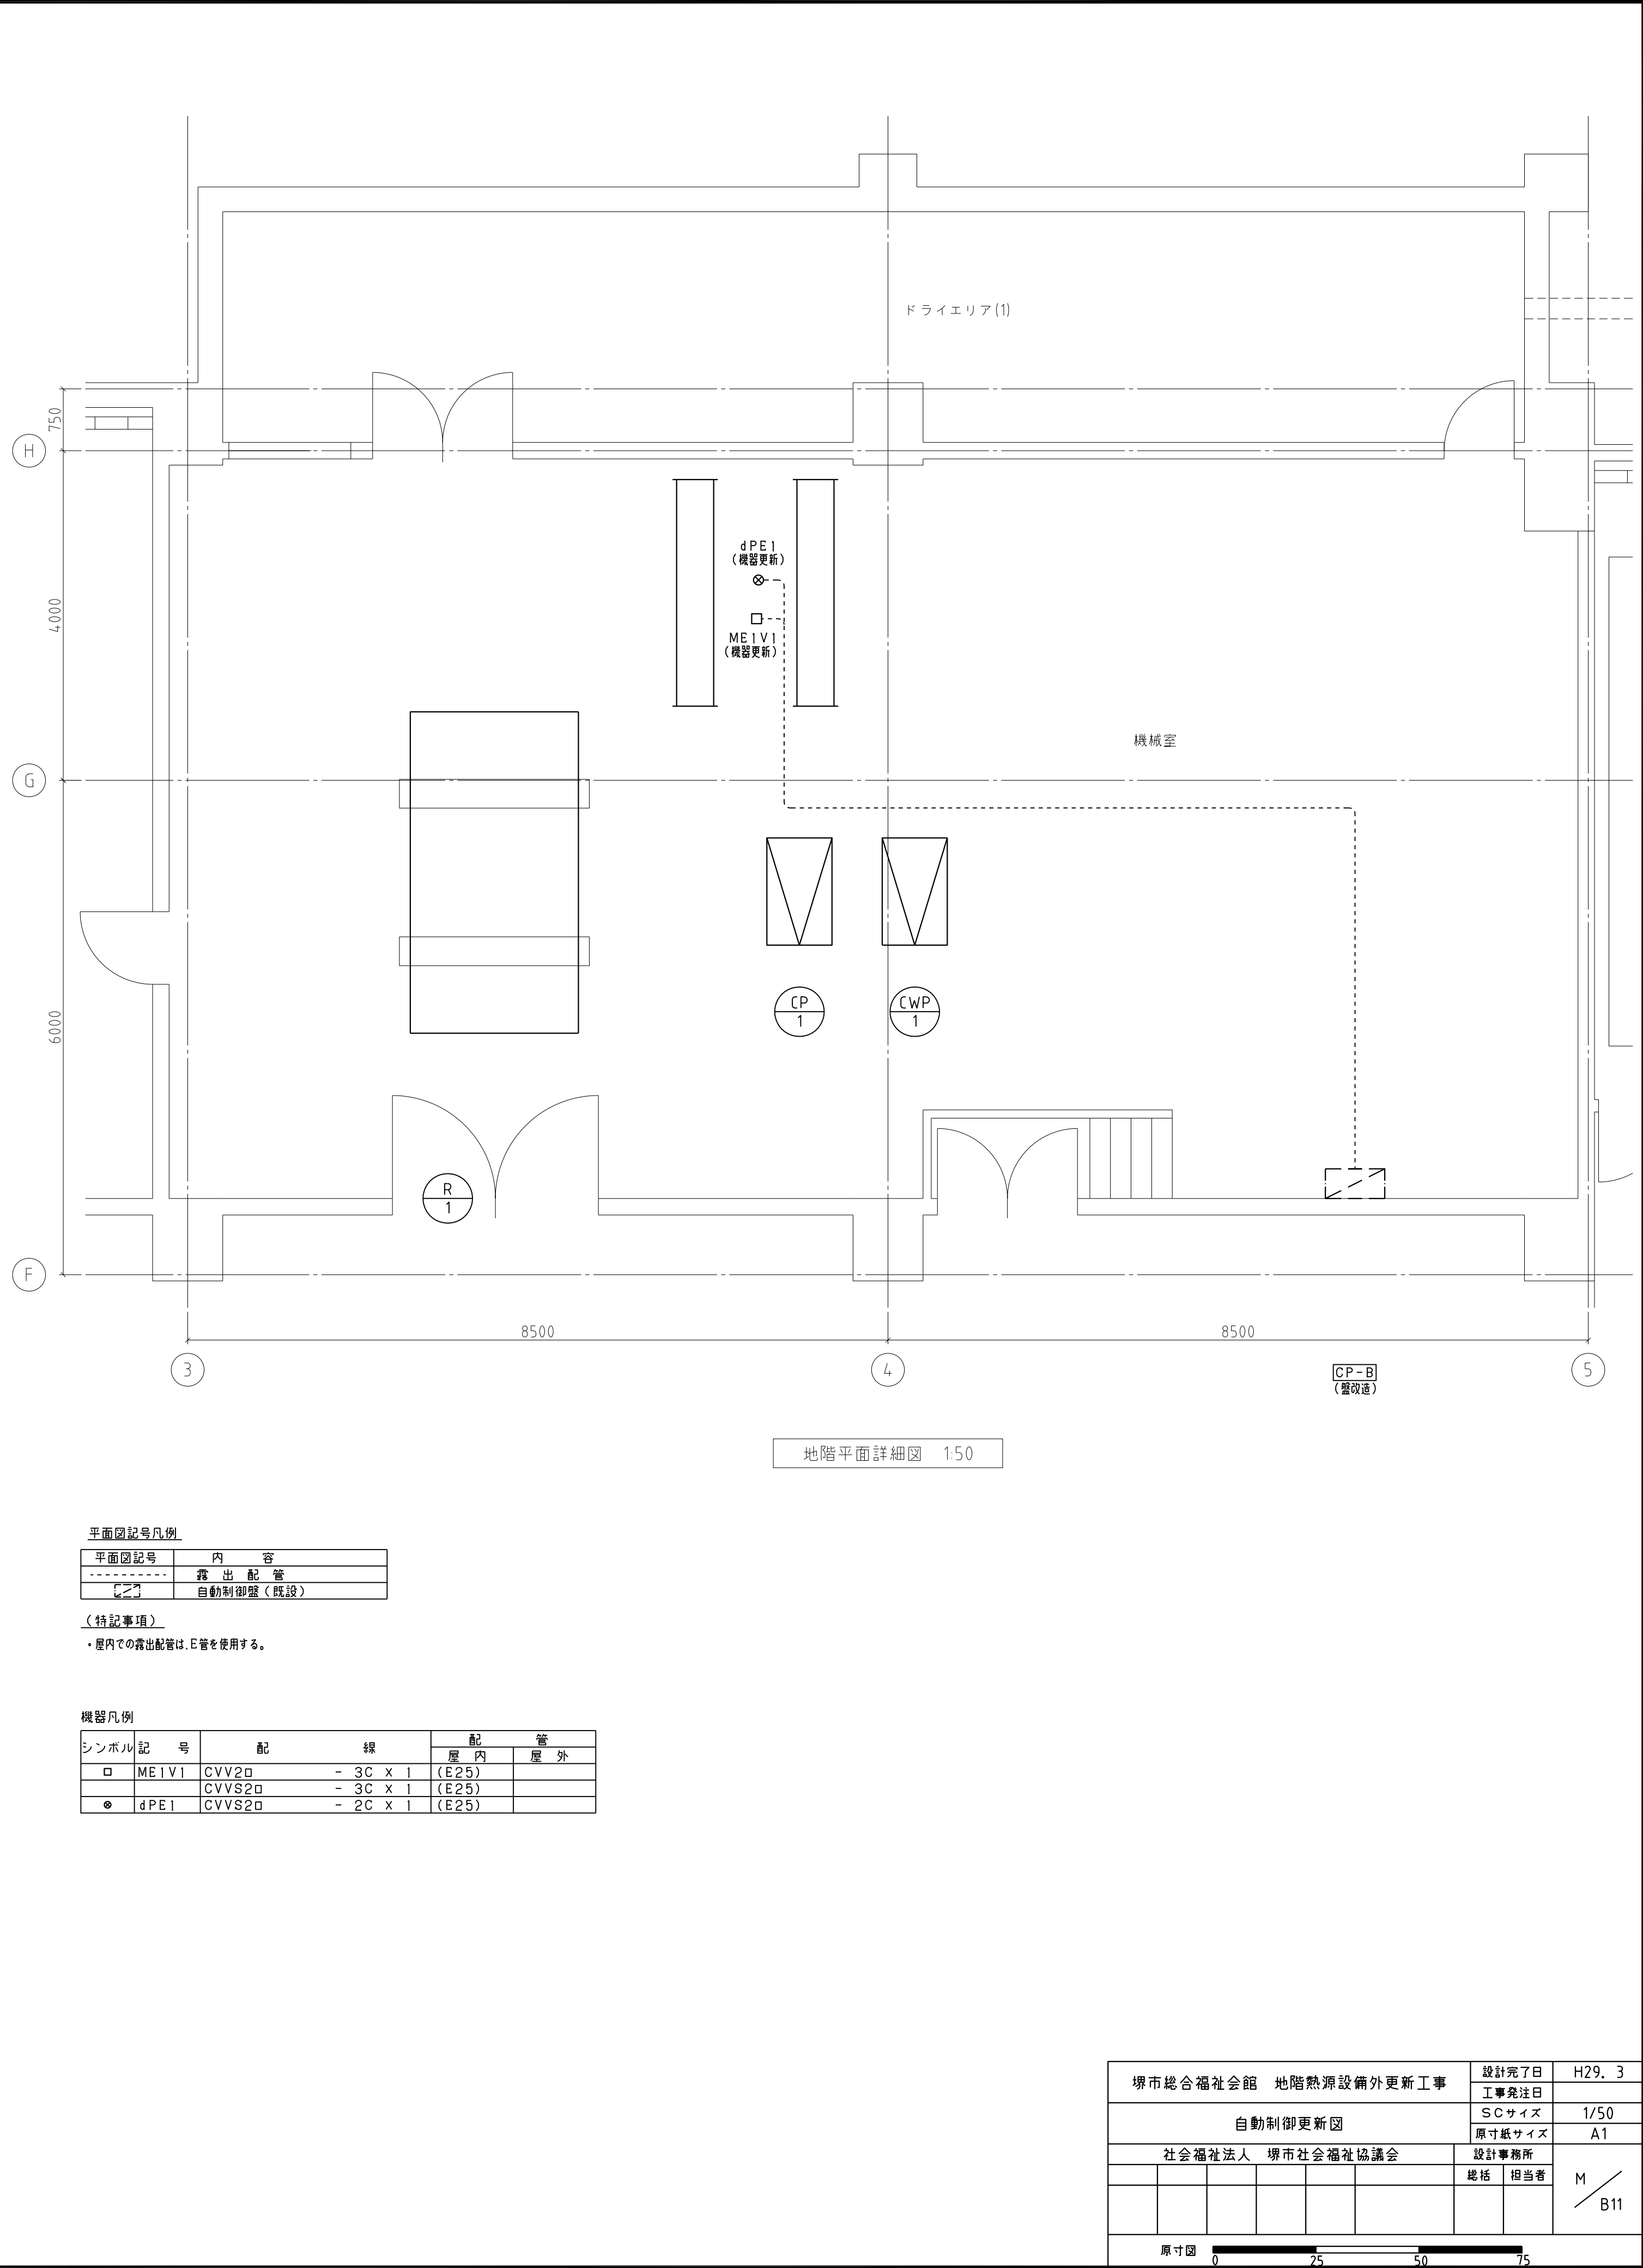 ドライエリア(1)
750
H
dPE1
(機器更新)
4000
ME1V1
(機器更新)
機械室
G
CP
1
CWP
1
6000
R
1
F
8500
8500
3
4
5
CP-B
(盤改造)
地階平面詳細図 1:50
平面図記号凡例
平面図記号 内 容
露 出 配 管
自動制御盤(既設)
(特記事項)
・屋内での露出配管は、E管を使用する。
機器凡例
シンボル 記 号 配 線 配 管
屋 内 屋 外
ME1V1 CVV2□ - 3C × 1 (E25)
CVVS2□ - 3C × 1 (E25)
dPE1 CVVS2□ - 2C × 1 (E25)
堺市総合福祉会館 地階熱源設備外更新工事
設計完了日 H29. 3
工事発注日
自動制御更新図
SCサイズ 1/50
原寸紙サイズ A1
社会福祉法人 堺市社会福祉協議会
設計事務所
総括 担当者
M
B11
原寸図 0 25 50 75